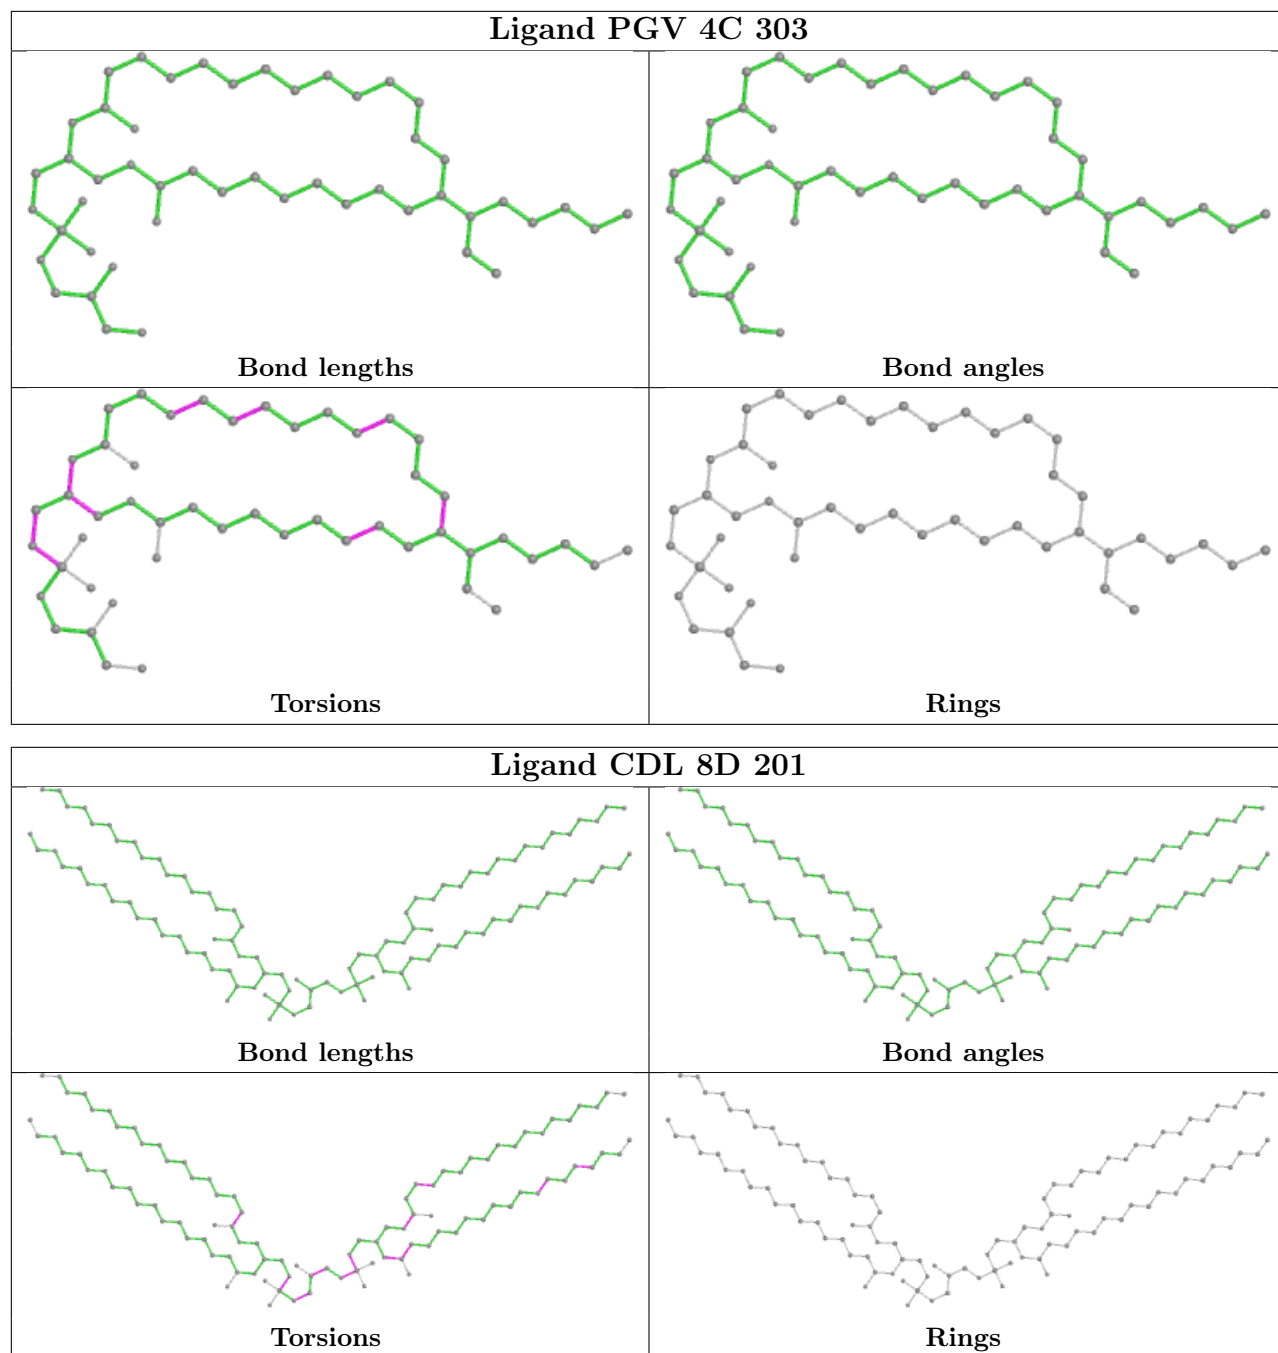 Ligand PGV 4C 303
Bond lengths
Bond angles
Torsions
Rings
Ligand CDL 8D 201
Bond lengths
Bond angles
Torsions
Rings